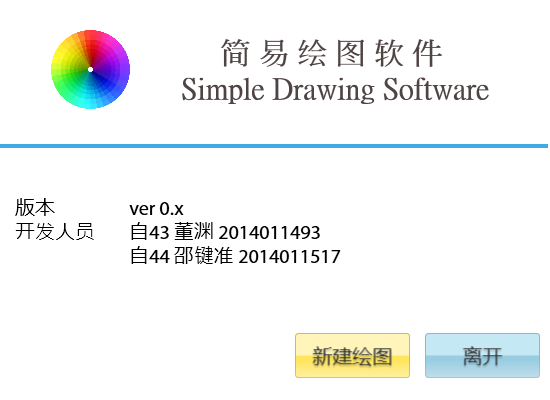 简易绘图软件
Simple Drawing Software
版本 ver 0.x
开发人员 自43 董渊 2014011493
自44 邵键准 2014011517
新建绘图 离开